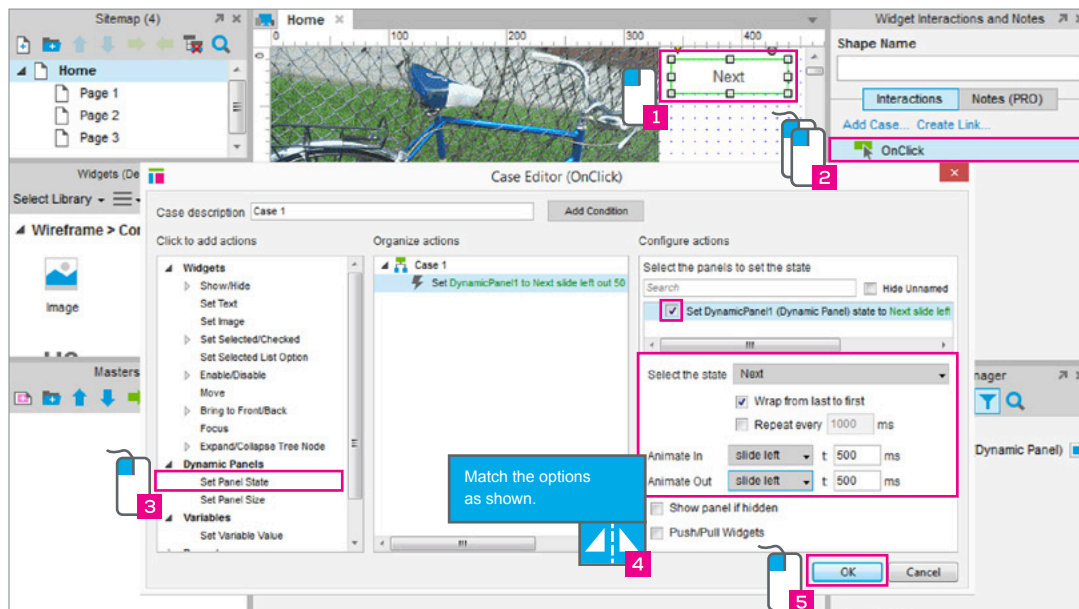 Sitemap (4)
Home
Page 1
Page 2
Page 3
Home
0 100 200 300 400
Next
1
Widget Interactions and Notes
Shape Name
Interactions Notes (PRO)
Add Case... Create Link...
OnClick
2
Widgets (De
Select Library
Wireframe > Cor
Image
Masters
Case Editor (OnClick)
Case description Case 1 Add Condition
Click to add actions
Widgets
Show/Hide
Set Text
Set Image
Set Selected/Checked
Set Selected List Option
Enable/Disable
Move
Bring to Front/Back
Focus
Expand/Collapse Tree Node
Dynamic Panels
Set Panel State
3
Set Panel Size
Variables
Set Variable Value
Organize actions
Case 1
Set DynamicPanel1 to Next slide left out 50
Match the options
as shown.
4
Configure actions
Select the panels to set the state
Search Hide Unnamed
Set DynamicPanel1 (Dynamic Panel) state to Next slide left
Select the state Next
Wrap from last to first
Repeat every 1000 ms
Animate In slide left t: 500 ms
Animate Out slide left t: 500 ms
Show panel if hidden
Push/Pull Widgets
OK Cancel
5
nager
Dynamic Panel)